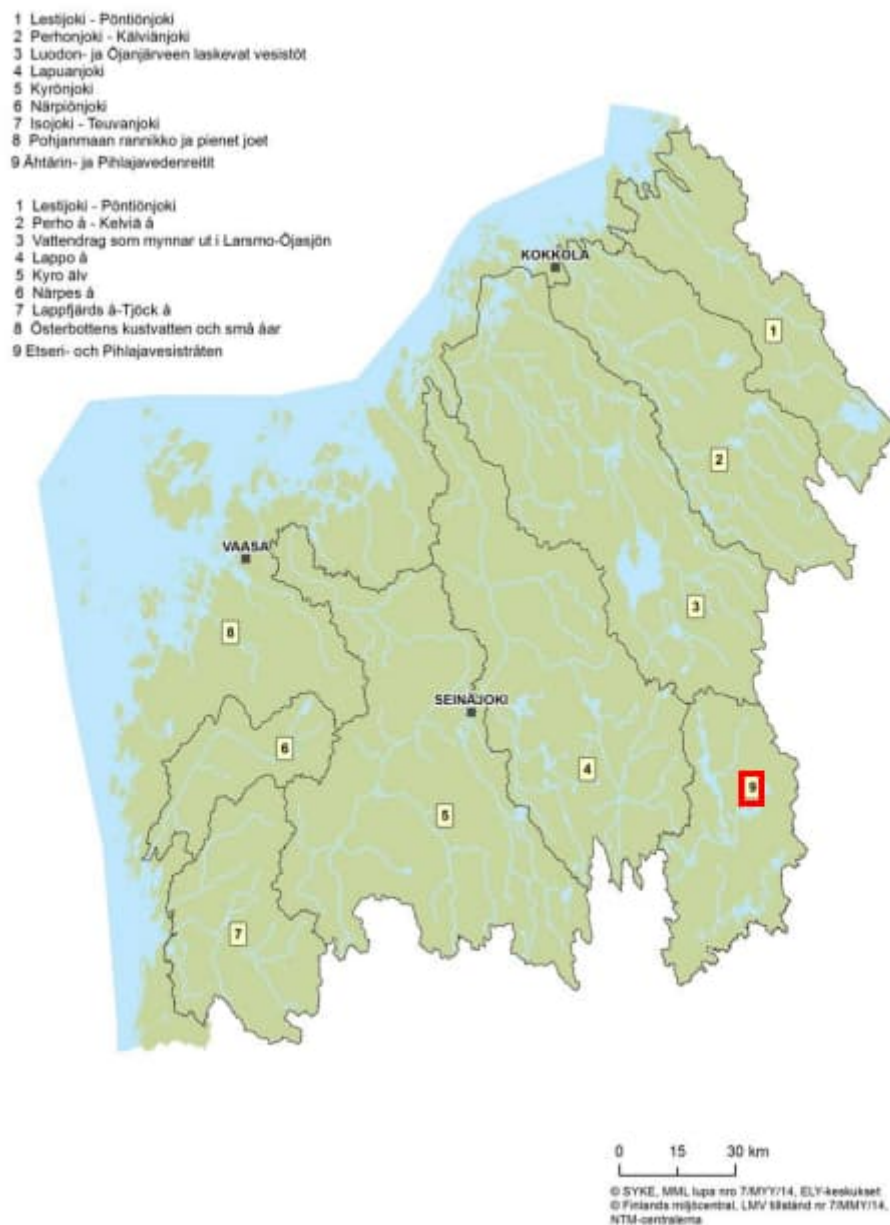 1 Lestijoki - Pöntiönjoki
2 Perhonjoki - Kälviänjoki
3 Luodon- ja Öjanjärveen laskevat vesistöt
4 Lapuanjoki
5 Kyrönjoki
6 Närpiönjoki
7 Isojoki - Teuvanjoki
8 Pohjanmaan rannikko ja pienet joet
9 Ähtärin- ja Pihlajavedenreitit
1 Lestijoki - Pöntiönjoki
2 Perho å - Kelviä å
3 Vattendrag som mynnar ut i Larsmo-Öjasjön
4 Lappo å
5 Kyro älv
6 Närpes å
7 Lappfjärds å-Tjöck å
8 Österbottens kustvatten och små åar
9 Etseri- och Pihlajavesistråten
KOKKOLA
1
2
VAASA
3
8
SEINÄJOKI
6
4
9
5
7
0 15 30 km
© SYKE, MML lupa nro 7/MYY/14, ELY-keskukset
© Finlands miljöcentral, LMV tillstånd nr 7/MMY/14,
NTM-centralerna